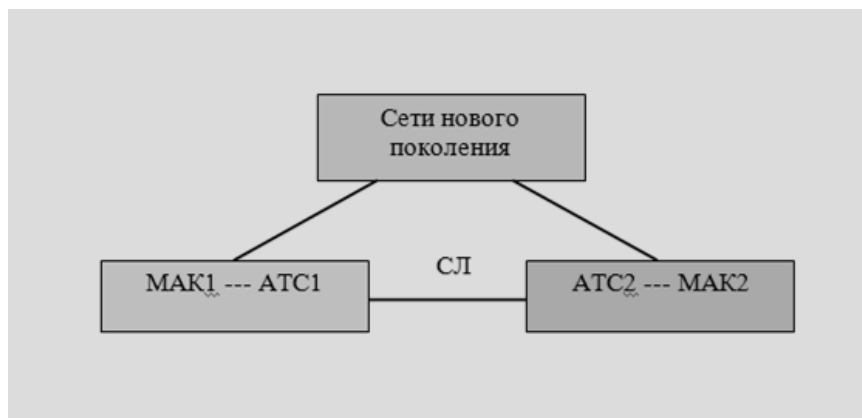 Сети нового
поколения
СЛ
МАК1 --- АТС1
АТС2 --- МАК2